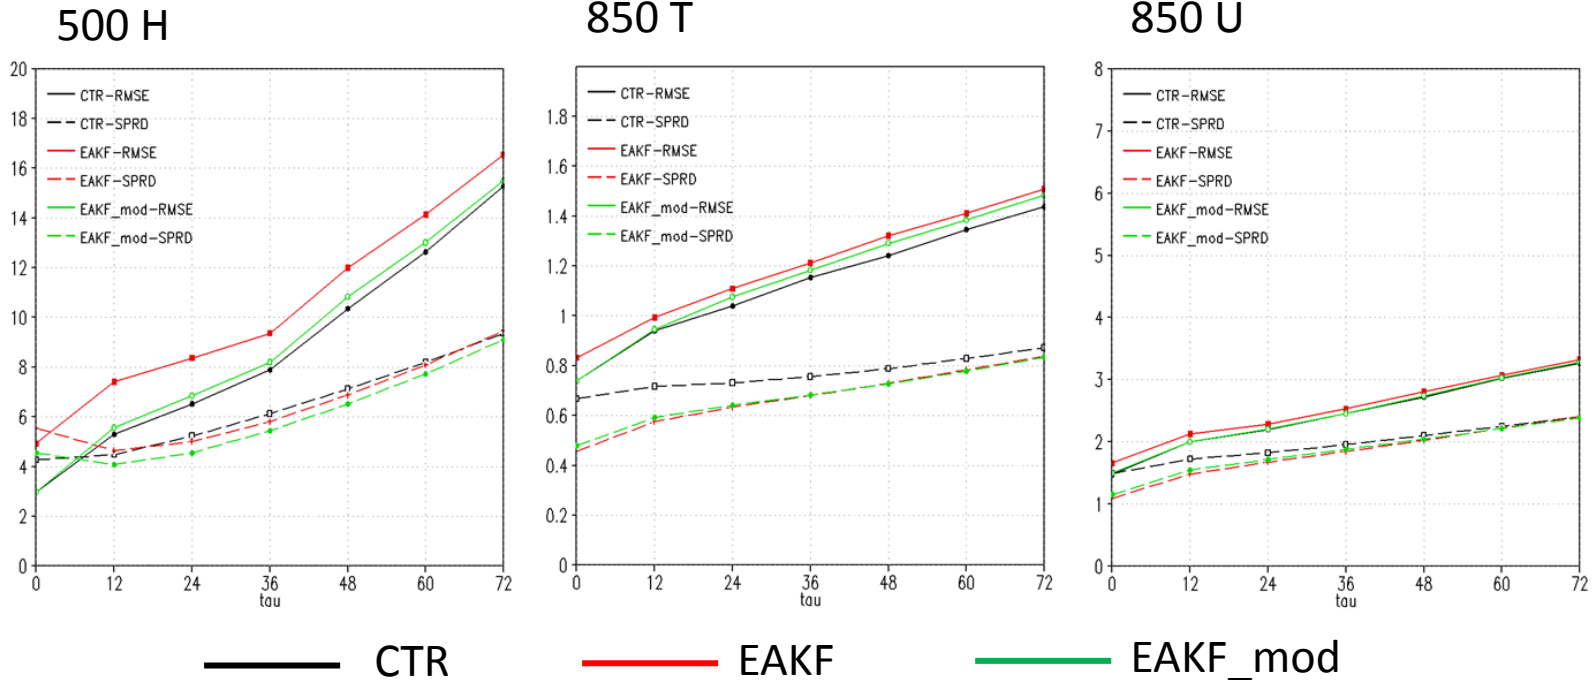 500 H
850 T
850 U
20
18
16
14
12
10
8
6
4
2
0
CTR-RMSE
CTR-SPRD
EAKF-RMSE
EAKF-SPRD
EAKF_mod-RMSE
EAKF_mod-SPRD
0 12 24 36 48 60 72
tau
1.8
1.6
1.4
1.2
1
0.8
0.6
0.4
0.2
0
CTR-RMSE
CTR-SPRD
EAKF-RMSE
EAKF-SPRD
EAKF_mod-RMSE
EAKF_mod-SPRD
0 12 24 36 48 60 72
tau
8
7
6
5
4
3
2
1
0
CTR-RMSE
CTR-SPRD
EAKF-RMSE
EAKF-SPRD
EAKF_mod-RMSE
EAKF_mod-SPRD
0 12 24 36 48 60 72
tau
CTR
EAKF
EAKF_mod